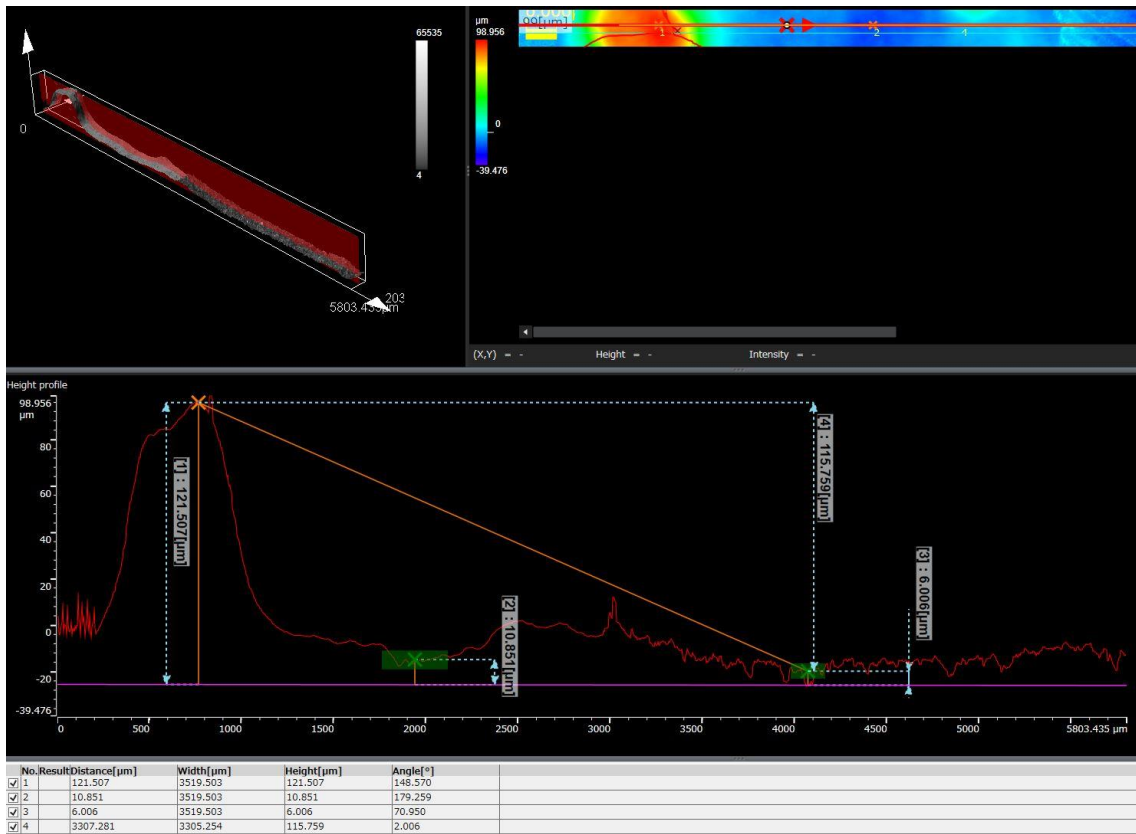 65535
4
0
203
5803.435µm
µm
98.956
0
-39.476
99[µm]
1
2
4
(X,Y) = -
Height = -
Intensity = -
Height profile
98.956
µm
80
60
40
20
0
-20
-39.476
[1] : 121.507[µm]
[2] : 10.851[µm]
[4] : 115.759[µm]
[3] : 6.006[µm]
0 500 1000 1500 2000 2500 3000 3500 4000 4500 5000 5803.435 µm
No. Result Distance[µm] Width[µm] Height[µm] Angle[°]
1 121.507 3519.503 121.507 148.570
2 10.851 3519.503 10.851 179.259
3 6.006 3519.503 6.006 70.950
4 3307.281 3305.254 115.759 2.006